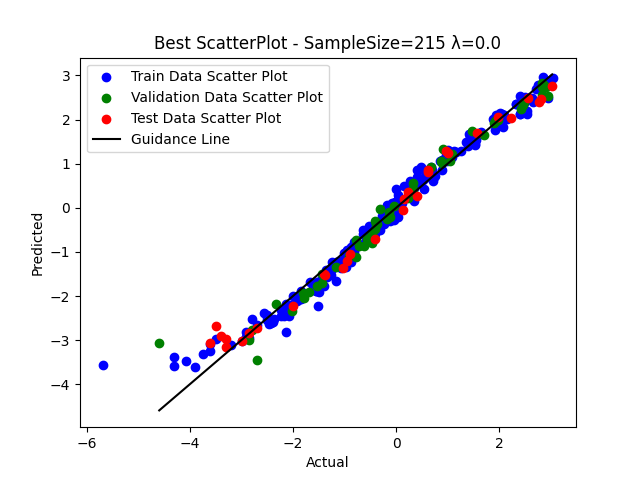 Best ScatterPlot - SampleSize=215 λ=0.0
Train Data Scatter Plot
Validation Data Scatter Plot
Test Data Scatter Plot
Guidance Line
Predicted
3
2
1
0
−1
−2
−3
−4
−6
−4
−2
0
2
Actual